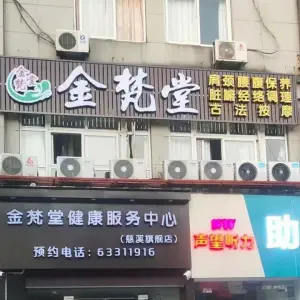 金梵堂
肩颈腰腹保养
脏腑经络调理
古法按摩
金梵堂健康服务中心
(慈溪旗舰店)
预约电话：63311916
声望听力
助